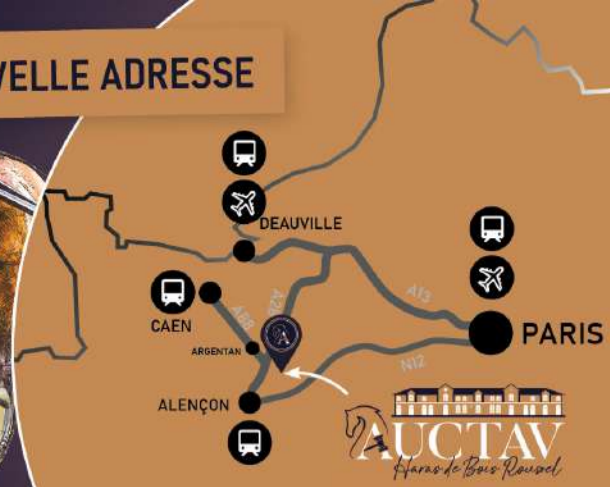 VELLE ADRESSE
DEAUVILLE
A13
A28
PARIS
CAEN
A88
ARGENTAN
N12
ALENÇON
AUCTAV
Haras de Bois Roussel